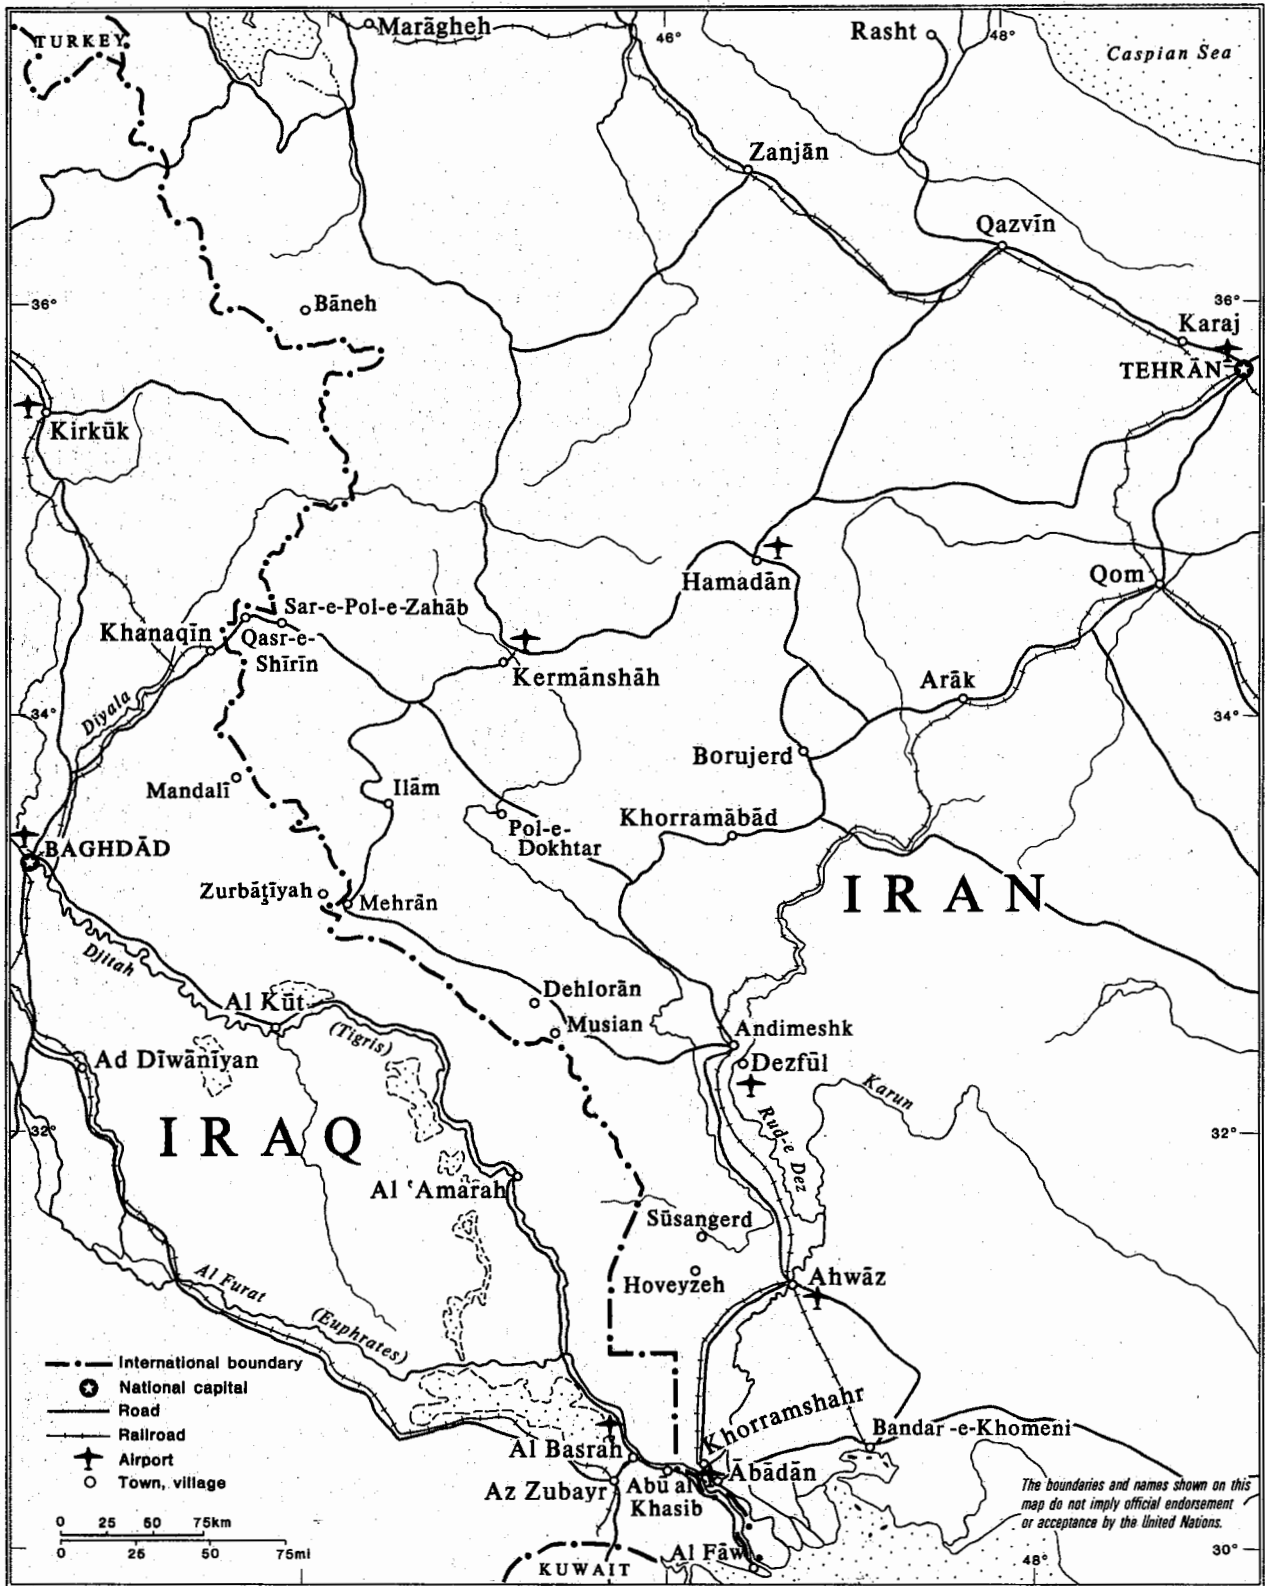 TURKEY
Marāgheh
46°
Rasht
48°
Caspian Sea
Zanjān
Qazvīn
36°
Bāneh
36°
Karaj
TEHRĀN
Kirkūk
Hamadān
Qom
Sar-e-Pol-e-Zahāb
Khanaqīn
Qasr-e-
Shīrīn
Kermānshāh
Arāk
Diyala
34°
34°
Borujerd
Mandalī
Ilām
Pol-e-
Dokhtar
Khorramābād
BAGHDĀD
Zurbāṭīyah
Mehrān
IRAN
Djitah
Al Kūt
(Tigris)
Dehlorān
Musian
Andimeshk
Ad Dīwānīyan
Dezfūl
Karun
Rud-e Dez
32°
IRAQ
32°
Al ʿAmārah
Sūsangerd
Hoveyzeh
Ahwāz
Al Furat
(Euphrates)
International boundary
National capital
Road
Railroad
Airport
Town, village
Khorramshahr
Bandar-e-Khomeni
Al Basrah
Ābādān
Az Zubayr
Abū al
Khasib
The boundaries and names shown on this
map do not imply official endorsement
or acceptance by the United Nations.
0 25 50 75km
0 25 50 75mi
Al Fāw
KUWAIT
48°
30°